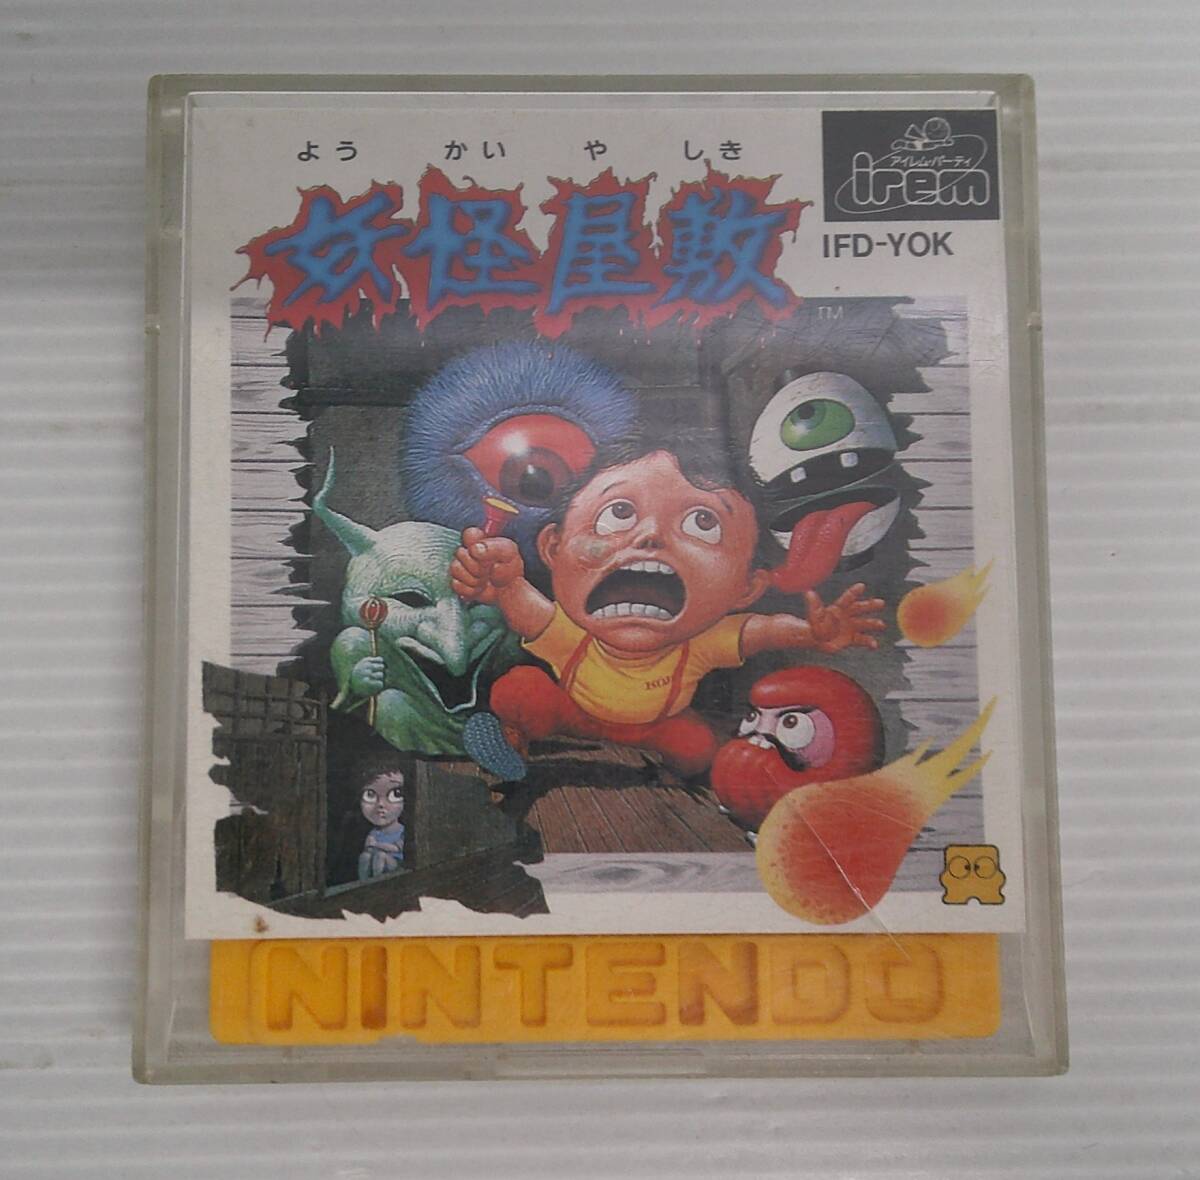 よう かい や しき
妖怪屋敷
TM
アイレム・パーティ
irem
IFD-YOK
NINTENDO